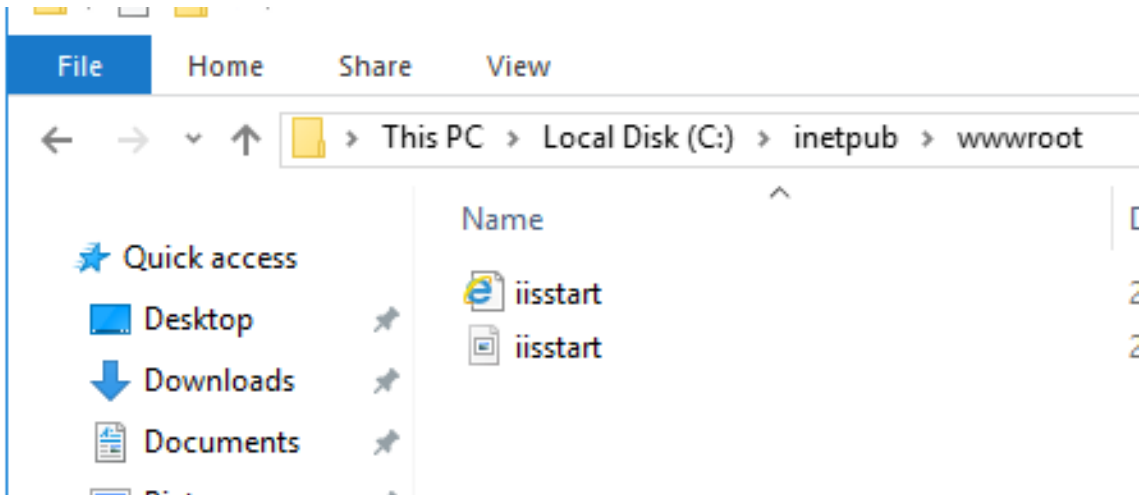 File Home Share View
This PC > Local Disk (C:) > inetpub > wwwroot
Name
Quick access
iisstart
Desktop
iisstart
Downloads
Documents